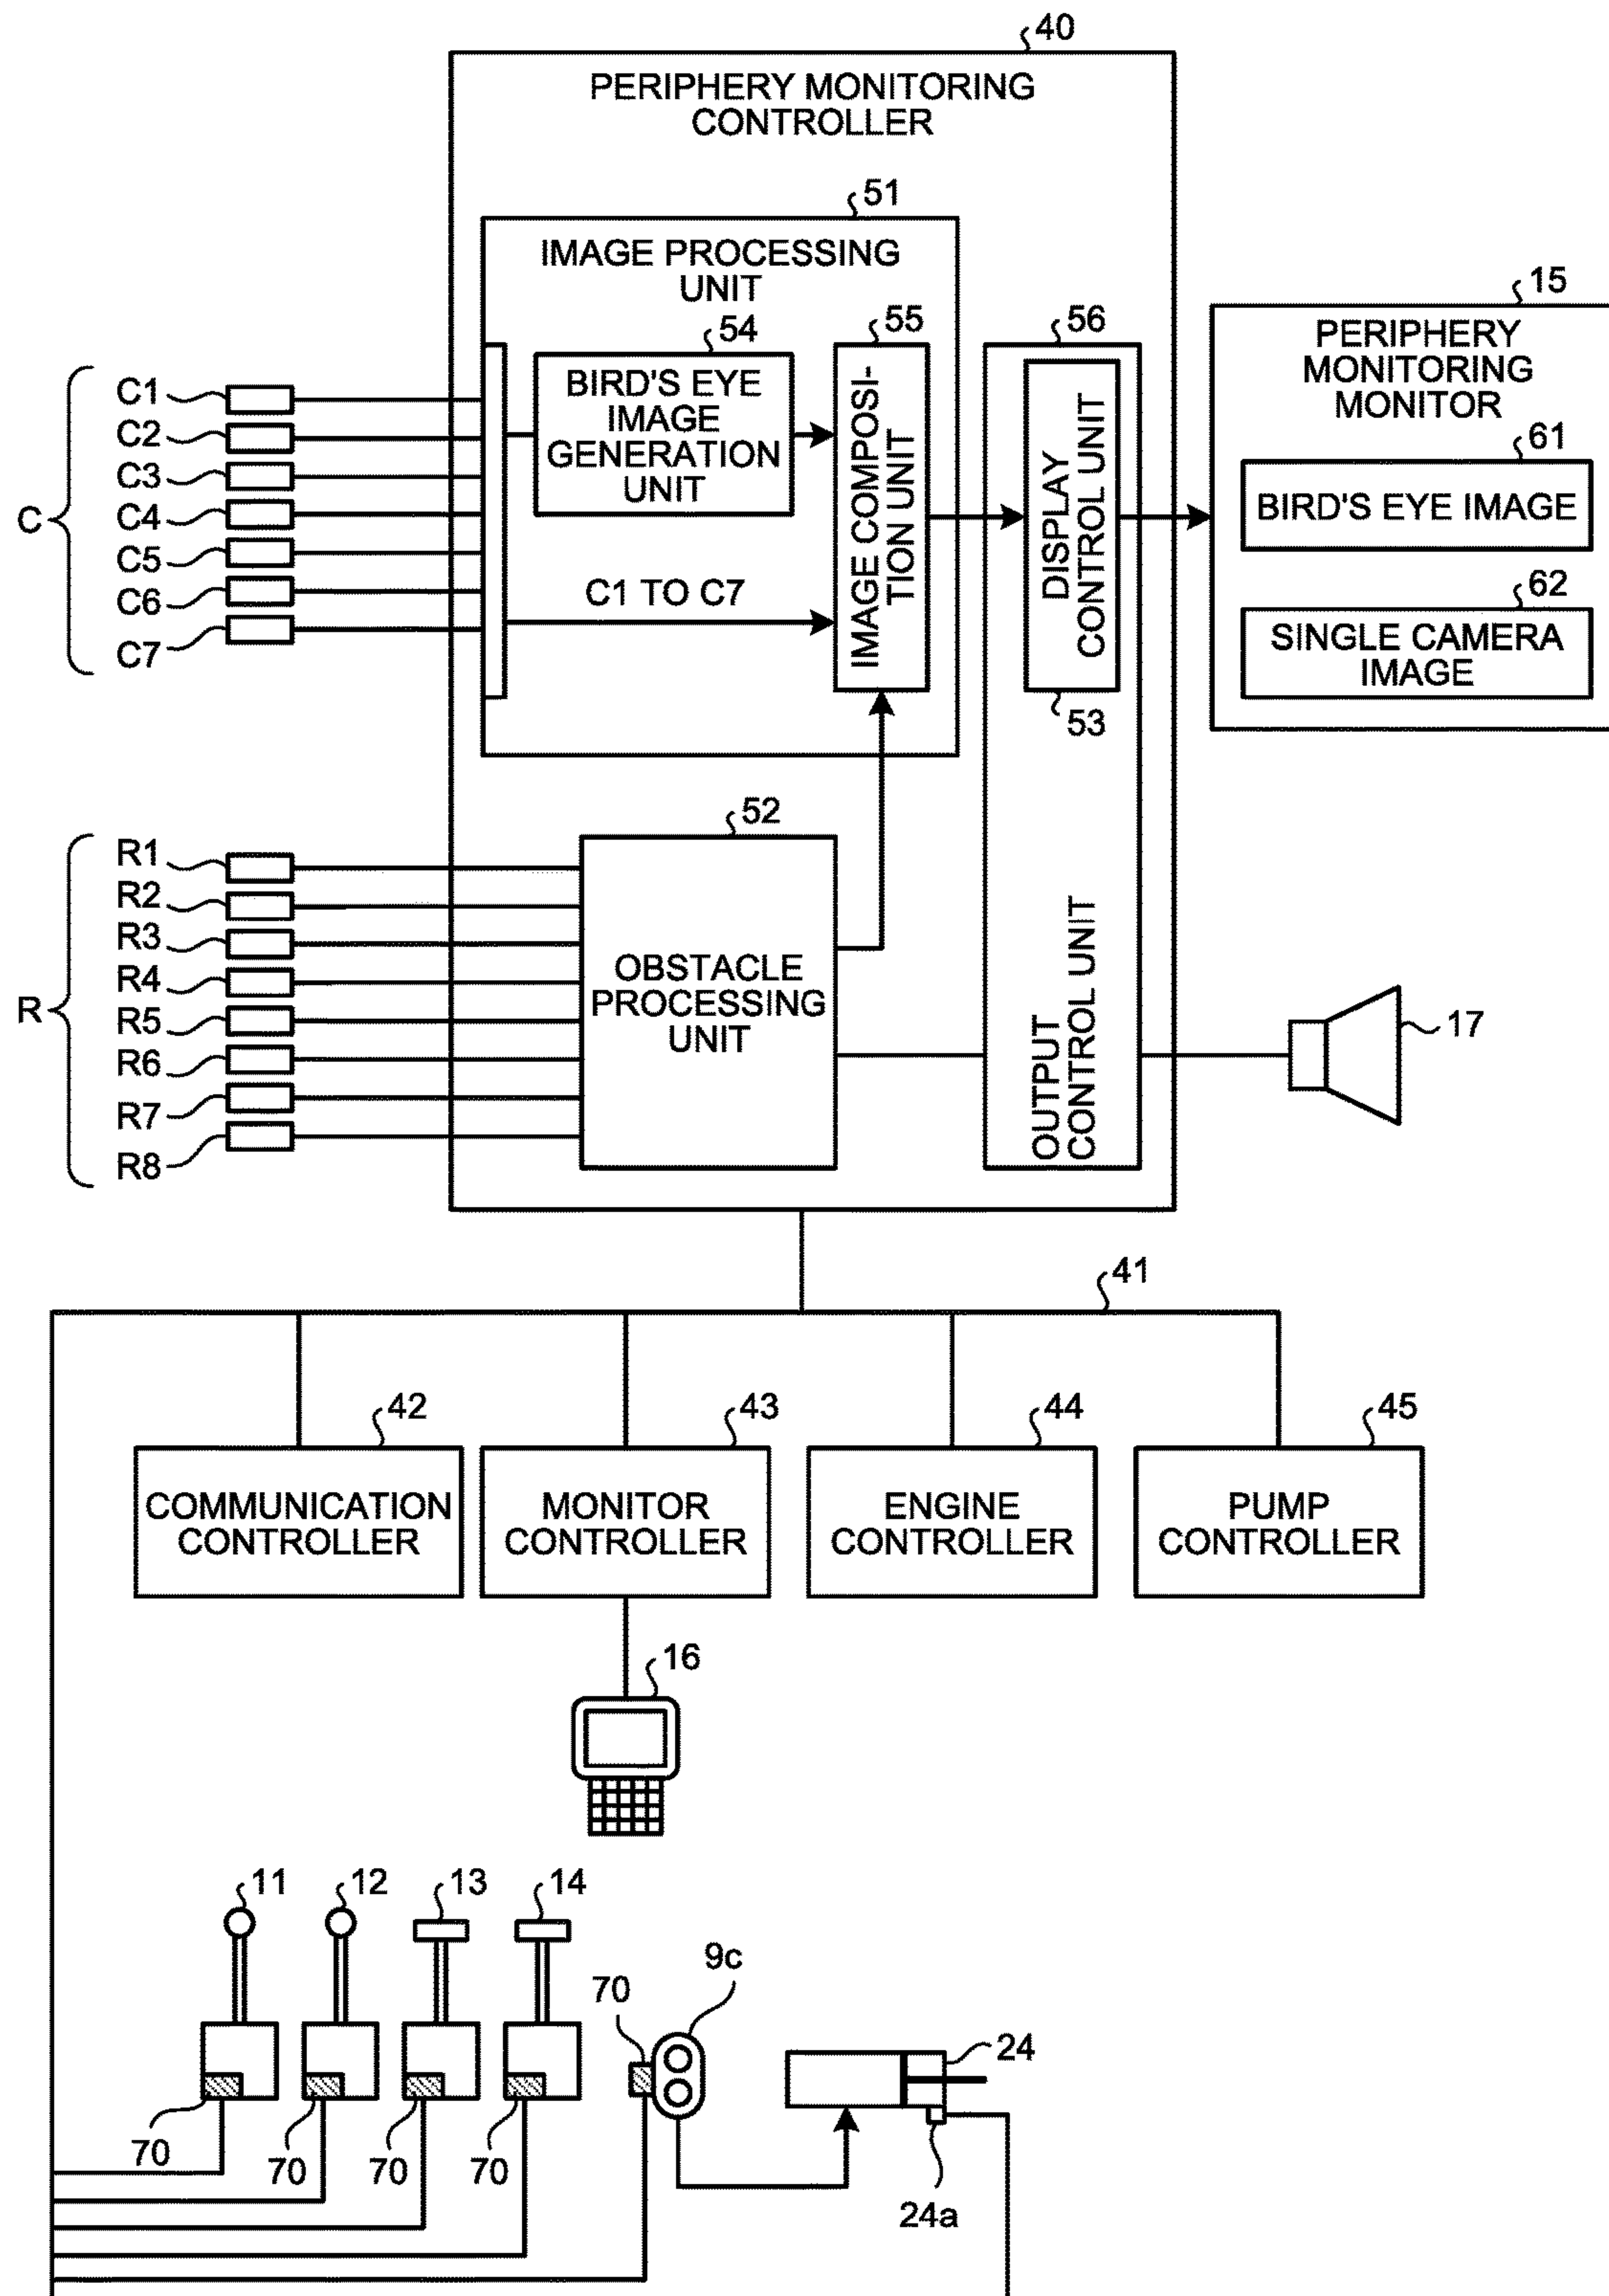 40
PERIPHERY MONITORING
CONTROLLER
51
IMAGE PROCESSING
UNIT
54
BIRD'S EYE
IMAGE
GENERATION
UNIT
55
IMAGE COMPOSI-
TION UNIT
56
DISPLAY
CONTROL UNIT
53
15
PERIPHERY
MONITORING
MONITOR
61
BIRD'S EYE IMAGE
62
SINGLE CAMERA
IMAGE
C
C1
C2
C3
C4
C5
C6
C7
C1 TO C7
R
R1
R2
R3
R4
R5
R6
R7
R8
52
OBSTACLE
PROCESSING
UNIT
OUTPUT
CONTROL UNIT
17
41
42
COMMUNICATION
CONTROLLER
43
MONITOR
CONTROLLER
44
ENGINE
CONTROLLER
45
PUMP
CONTROLLER
16
11
12
13
14
70
9c
24
70
70
70
70
24a